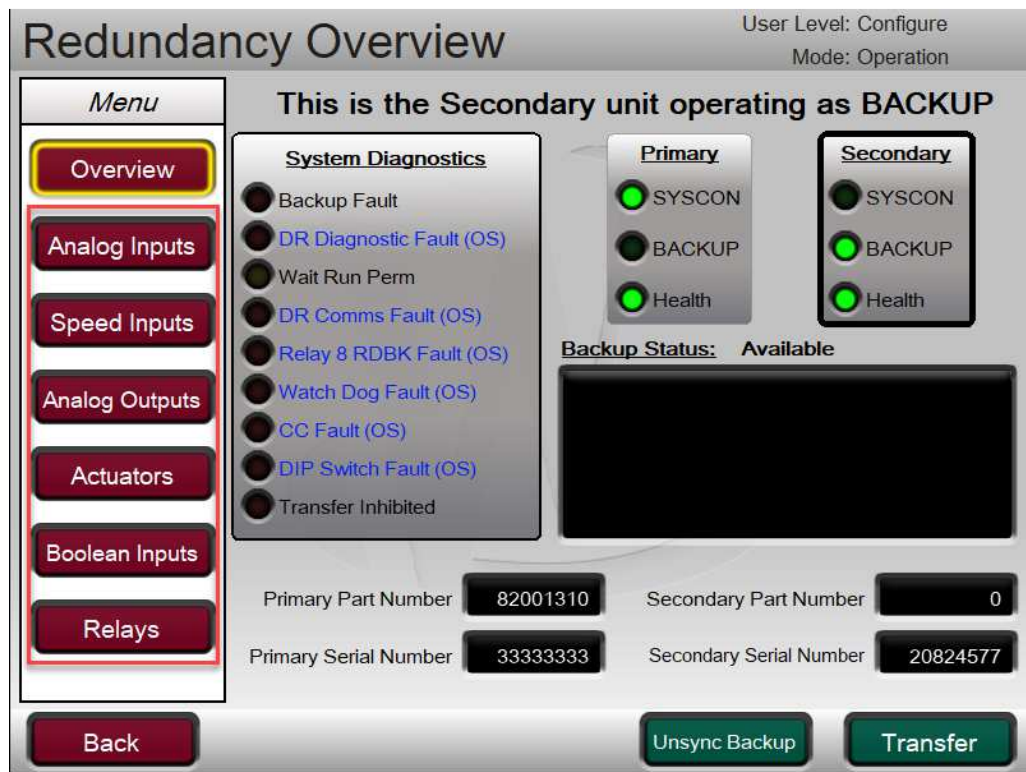 Redundancy Overview
User Level: Configure
Mode: Operation
Menu
Overview
Analog Inputs
Speed Inputs
Analog Outputs
Actuators
Boolean Inputs
Relays
This is the Secondary unit operating as BACKUP
System Diagnostics
Backup Fault
DR Diagnostic Fault (OS)
Wait Run Perm
DR Comms Fault (OS)
Relay 8 RDBK Fault (OS)
Watch Dog Fault (OS)
CC Fault (OS)
DIP Switch Fault (OS)
Transfer Inhibited
Primary
SYSCON
BACKUP
Health
Secondary
SYSCON
BACKUP
Health
Backup Status: Available
Primary Part Number 82001310
Secondary Part Number 0
Primary Serial Number 33333333
Secondary Serial Number 20824577
Back
Unsync Backup
Transfer